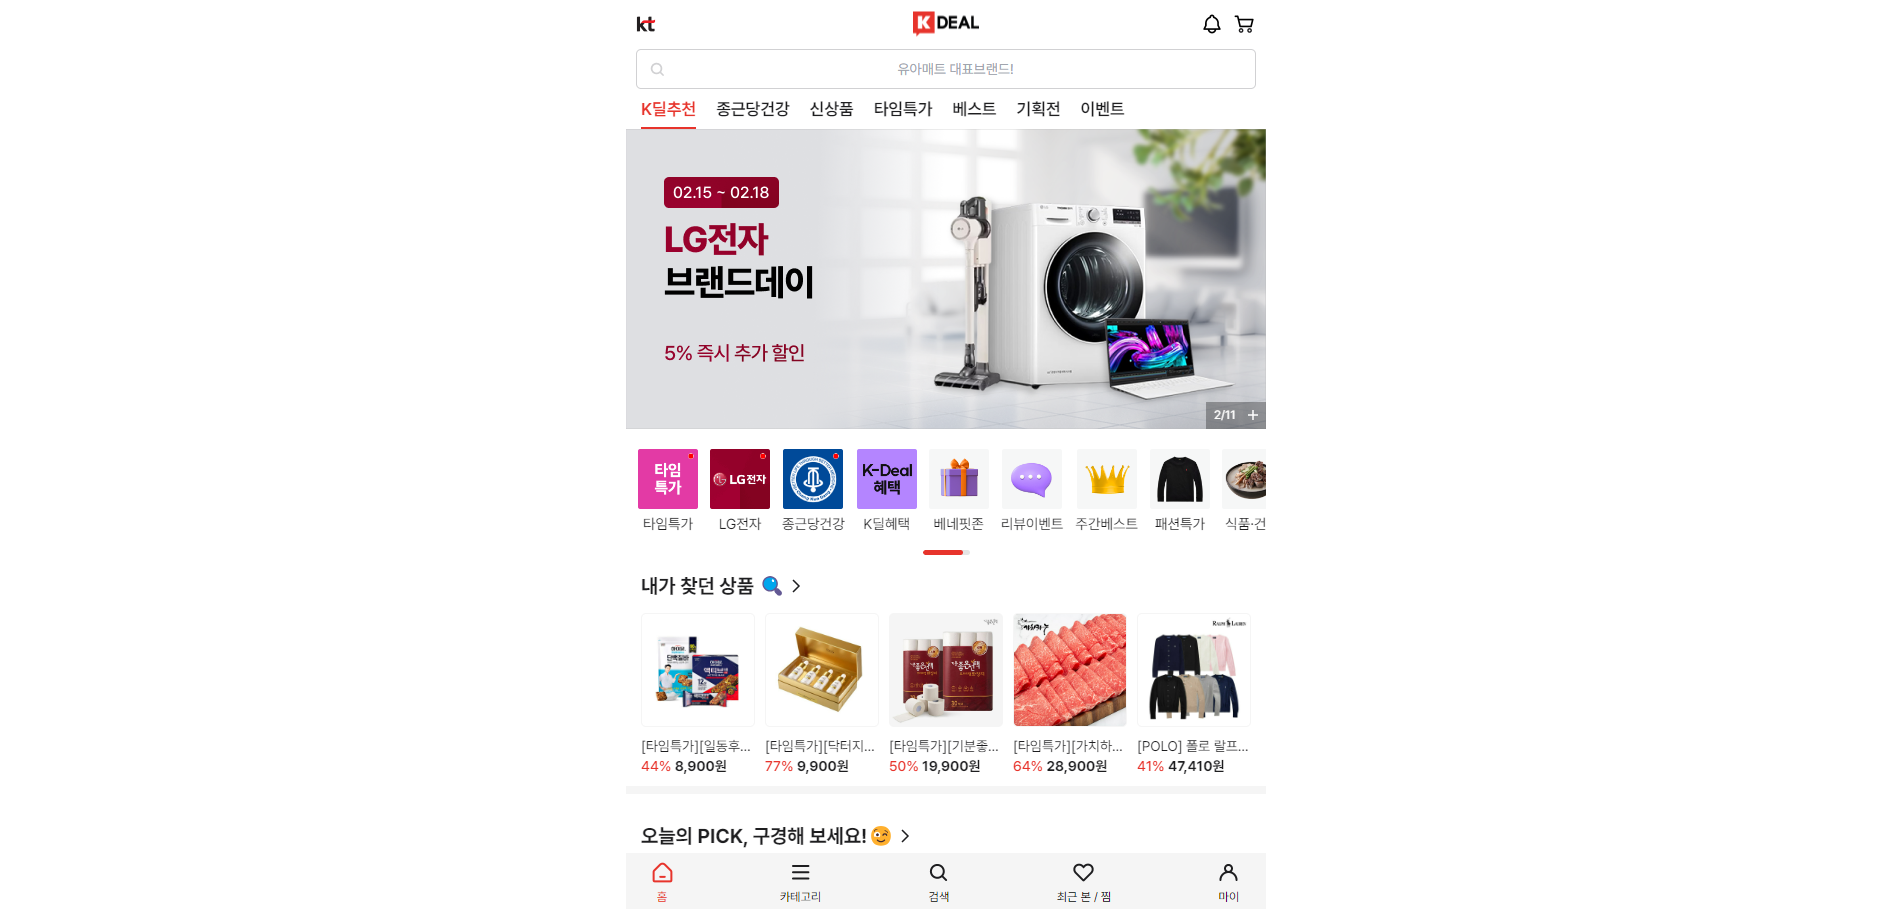 kt
K DEAL
유아매트 대표브랜드!
K딜추천 종근당건강 신상품 타임특가 베스트 기획전 이벤트
02.15 ~ 02.18
LG전자
브랜드데이
5% 즉시 추가 할인
2/11 +
타임
특가
LG전자
K-Deal
혜택
타임특가 LG전자 종근당건강 K딜혜택 베네핏존 리뷰이벤트 주간베스트 패션특가 식품·건
내가 찾던 상품
[타임특가][일동후... [타임특가][닥터지... [타임특가][기분좋... [타임특가][가치하... [POLO] 폴로 랄프...
44% 8,900원 77% 9,900원 50% 19,900원 64% 28,900원 41% 47,410원
오늘의 PICK, 구경해 보세요!
홈 카테고리 검색 최근 본 / 찜 마이